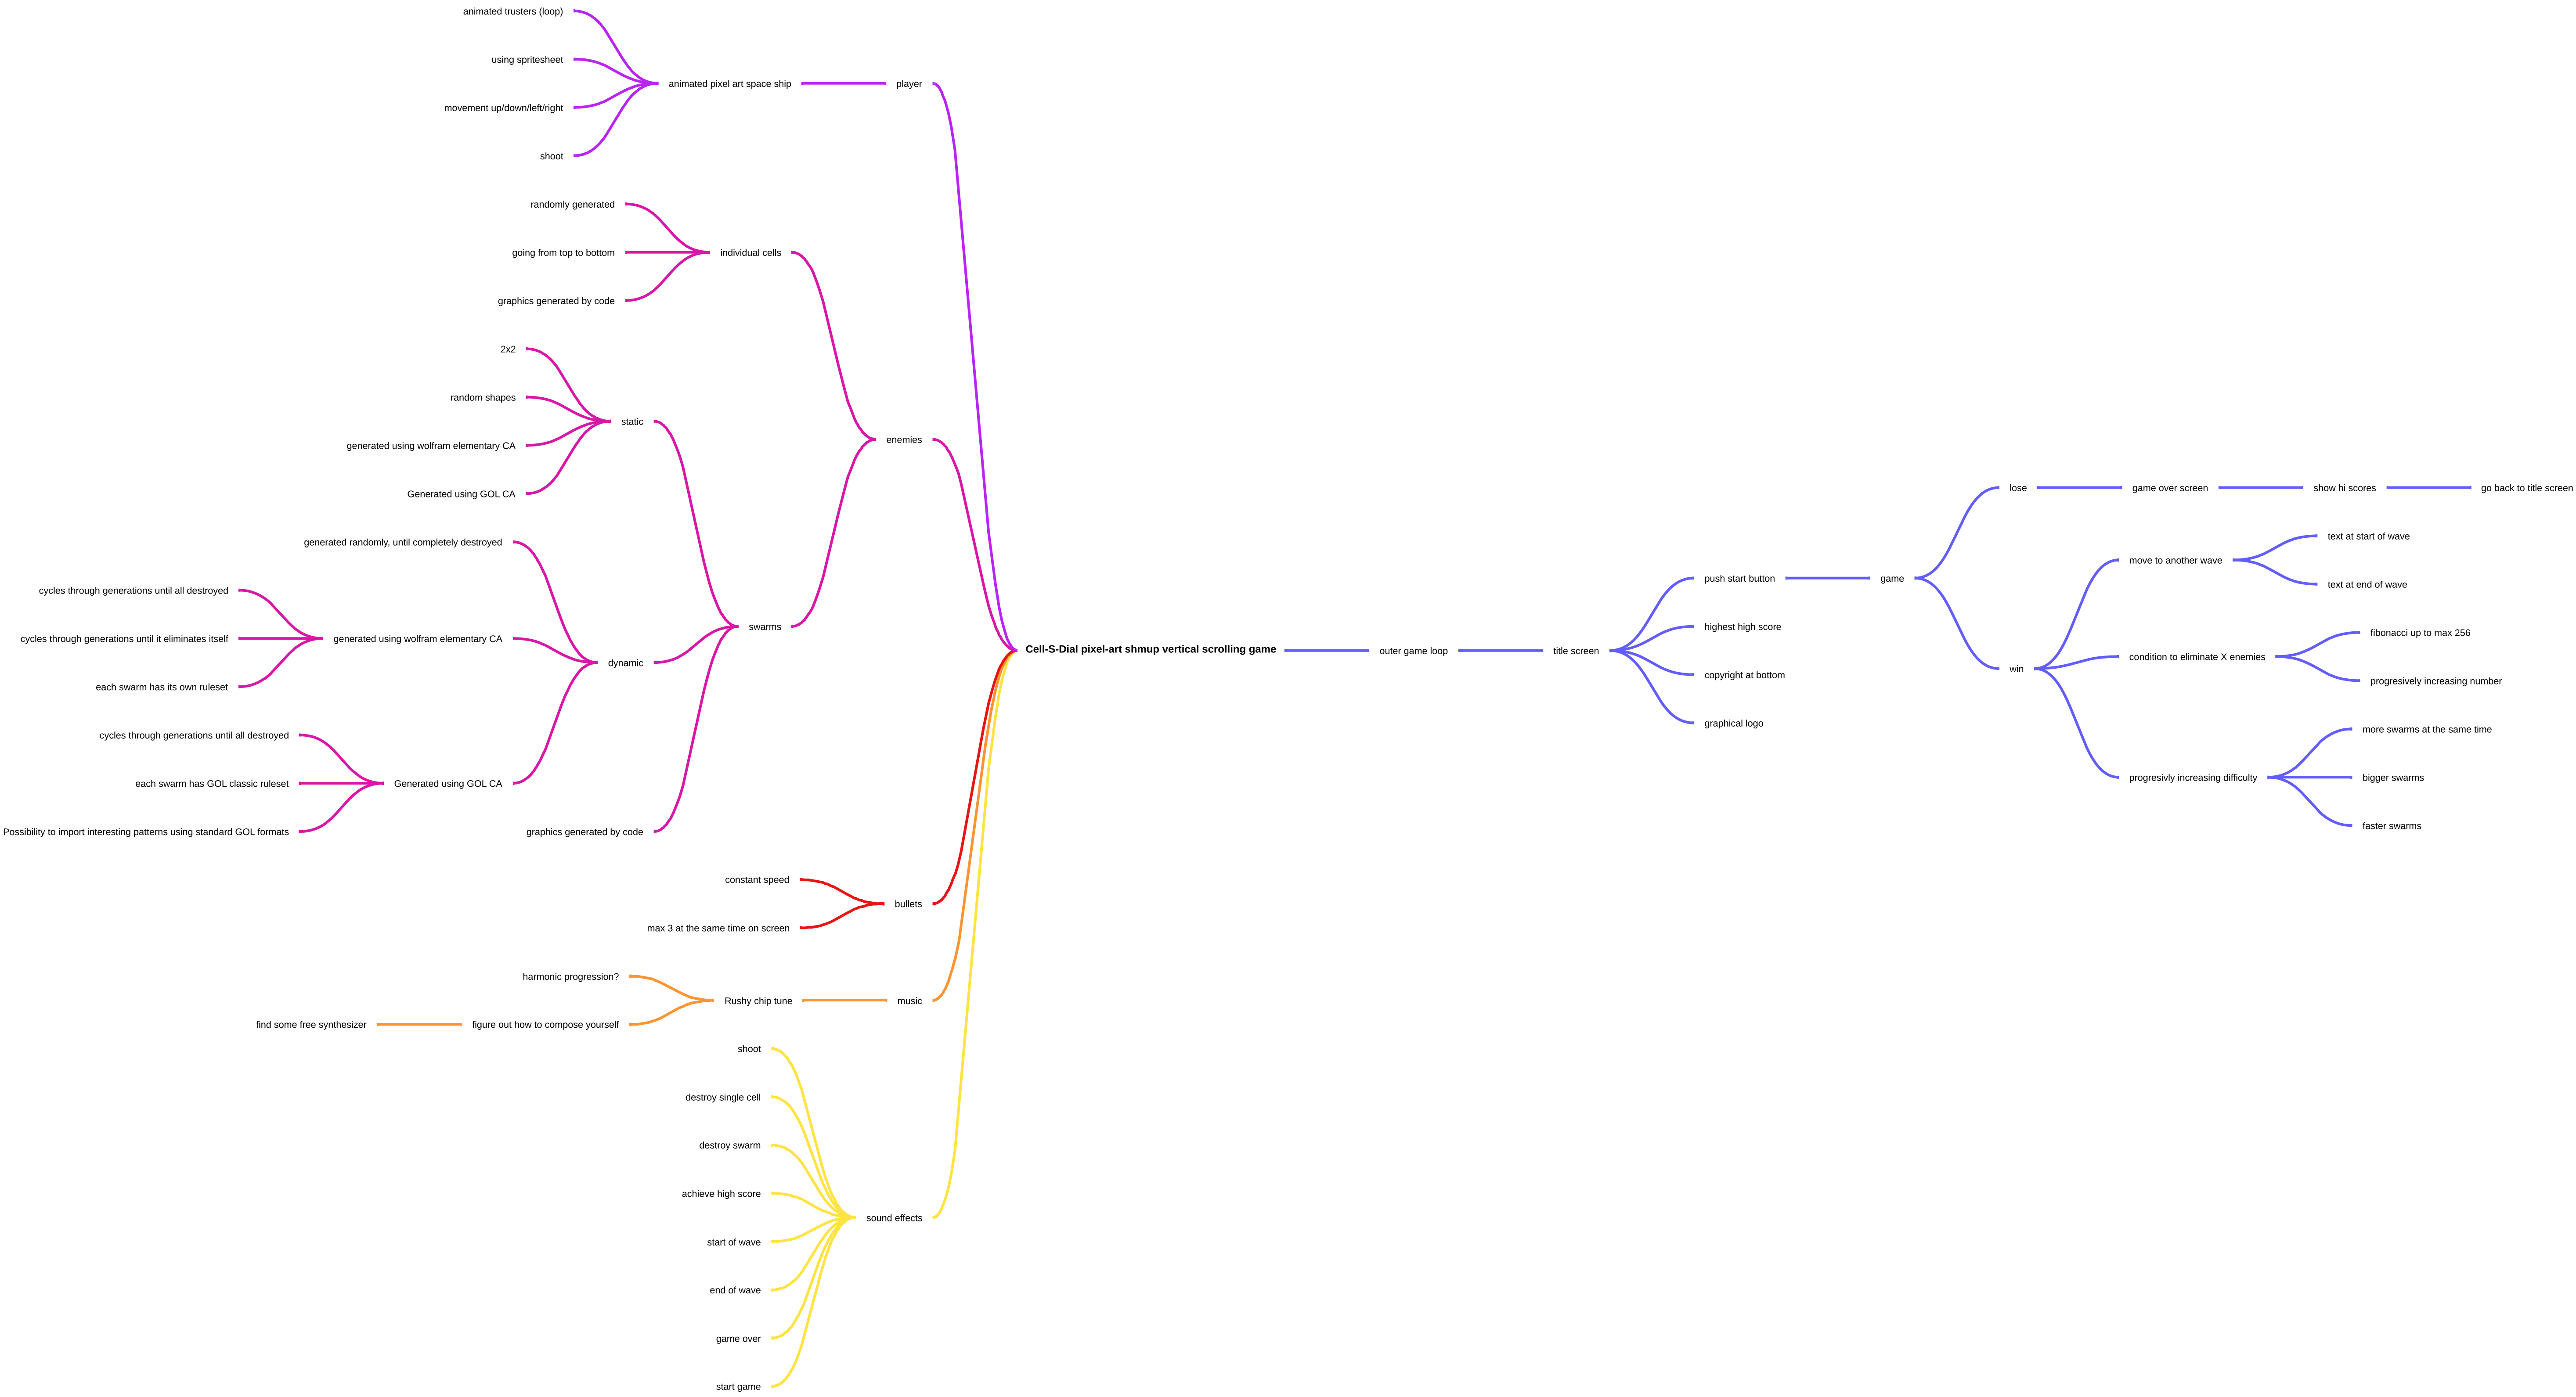 animated trusters (loop)
using spritesheet
movement up/down/left/right
shoot
animated pixel art space ship
player
randomly generated
going from top to bottom
graphics generated by code
individual cells
2x2
random shapes
generated using wolfram elementary CA
Generated using GOL CA
static
enemies
generated randomly, until completely destroyed
cycles through generations until all destroyed
cycles through generations until it eliminates itself
each swarm has its own ruleset
generated using wolfram elementary CA
dynamic
swarms
cycles through generations until all destroyed
each swarm has GOL classic ruleset
Possibility to import interesting patterns using standard GOL formats
Generated using GOL CA
graphics generated by code
constant speed
max 3 at the same time on screen
bullets
harmonic progression?
find some free synthesizer
figure out how to compose yourself
Rushy chip tune
music
shoot
destroy single cell
destroy swarm
achieve high score
start of wave
end of wave
game over
start game
sound effects
Cell-S-Dial pixel-art shmup vertical scrolling game
outer game loop
title screen
push start button
highest high score
copyright at bottom
graphical logo
game
lose
game over screen
show hi scores
go back to title screen
win
move to another wave
text at start of wave
text at end of wave
condition to eliminate X enemies
fibonacci up to max 256
progresively increasing number
progresivly increasing difficulty
more swarms at the same time
bigger swarms
faster swarms